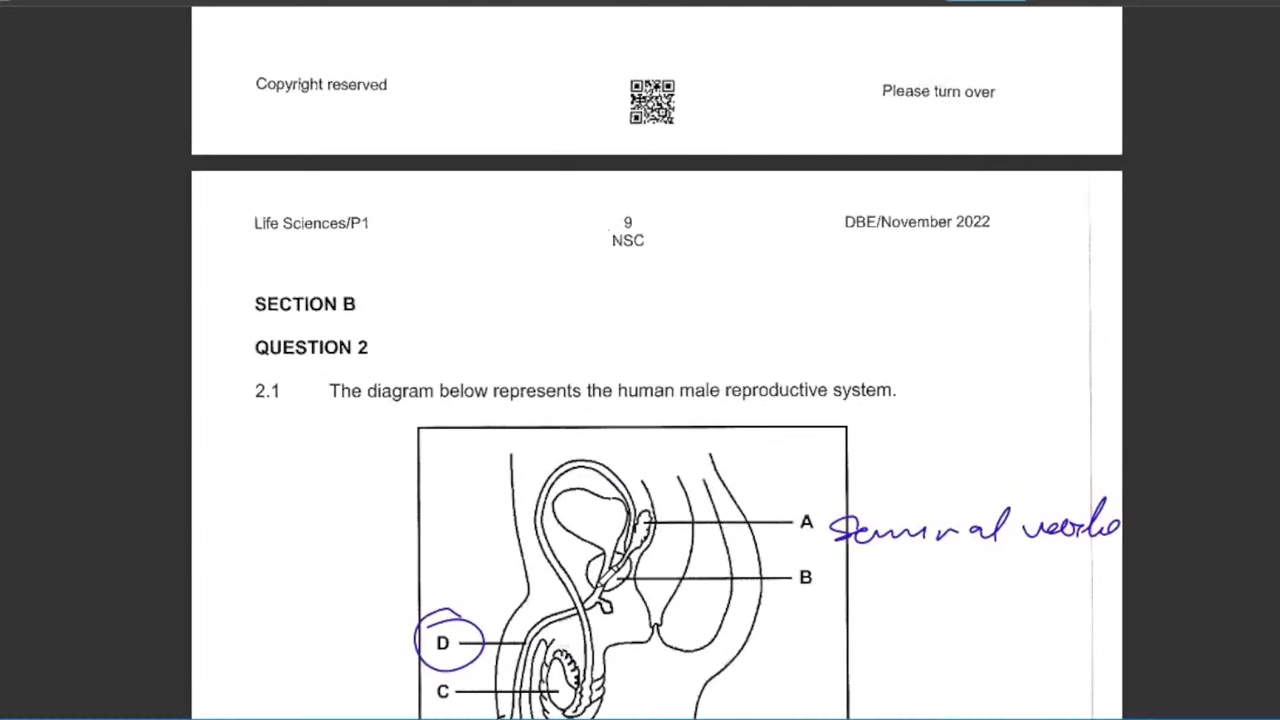 Copyright reserved
Please turn over
Life Sciences/P1
9
NSC
DBE/November 2022
SECTION B
QUESTION 2
2.1 The diagram below represents the human male reproductive system.
A Seminal
B
D
C